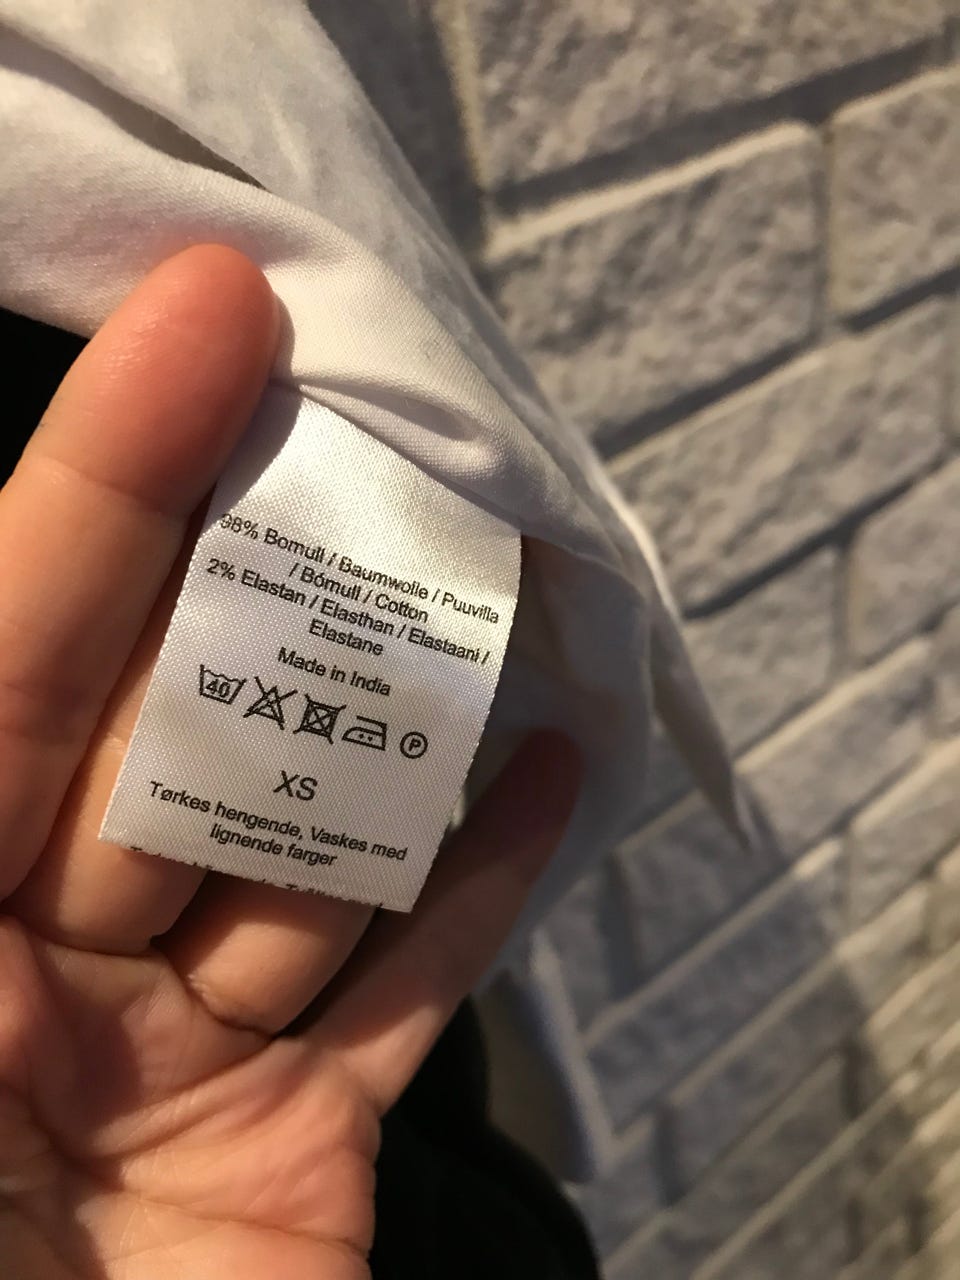 98% Bomull / Baumwolle / Puuvilla
/ Bómull / Cotton
2% Elastan / Elasthan / Elastaani /
Elastane
Made in India
40 P
XS
Tørkes hengende, Vaskes med
lignende farger